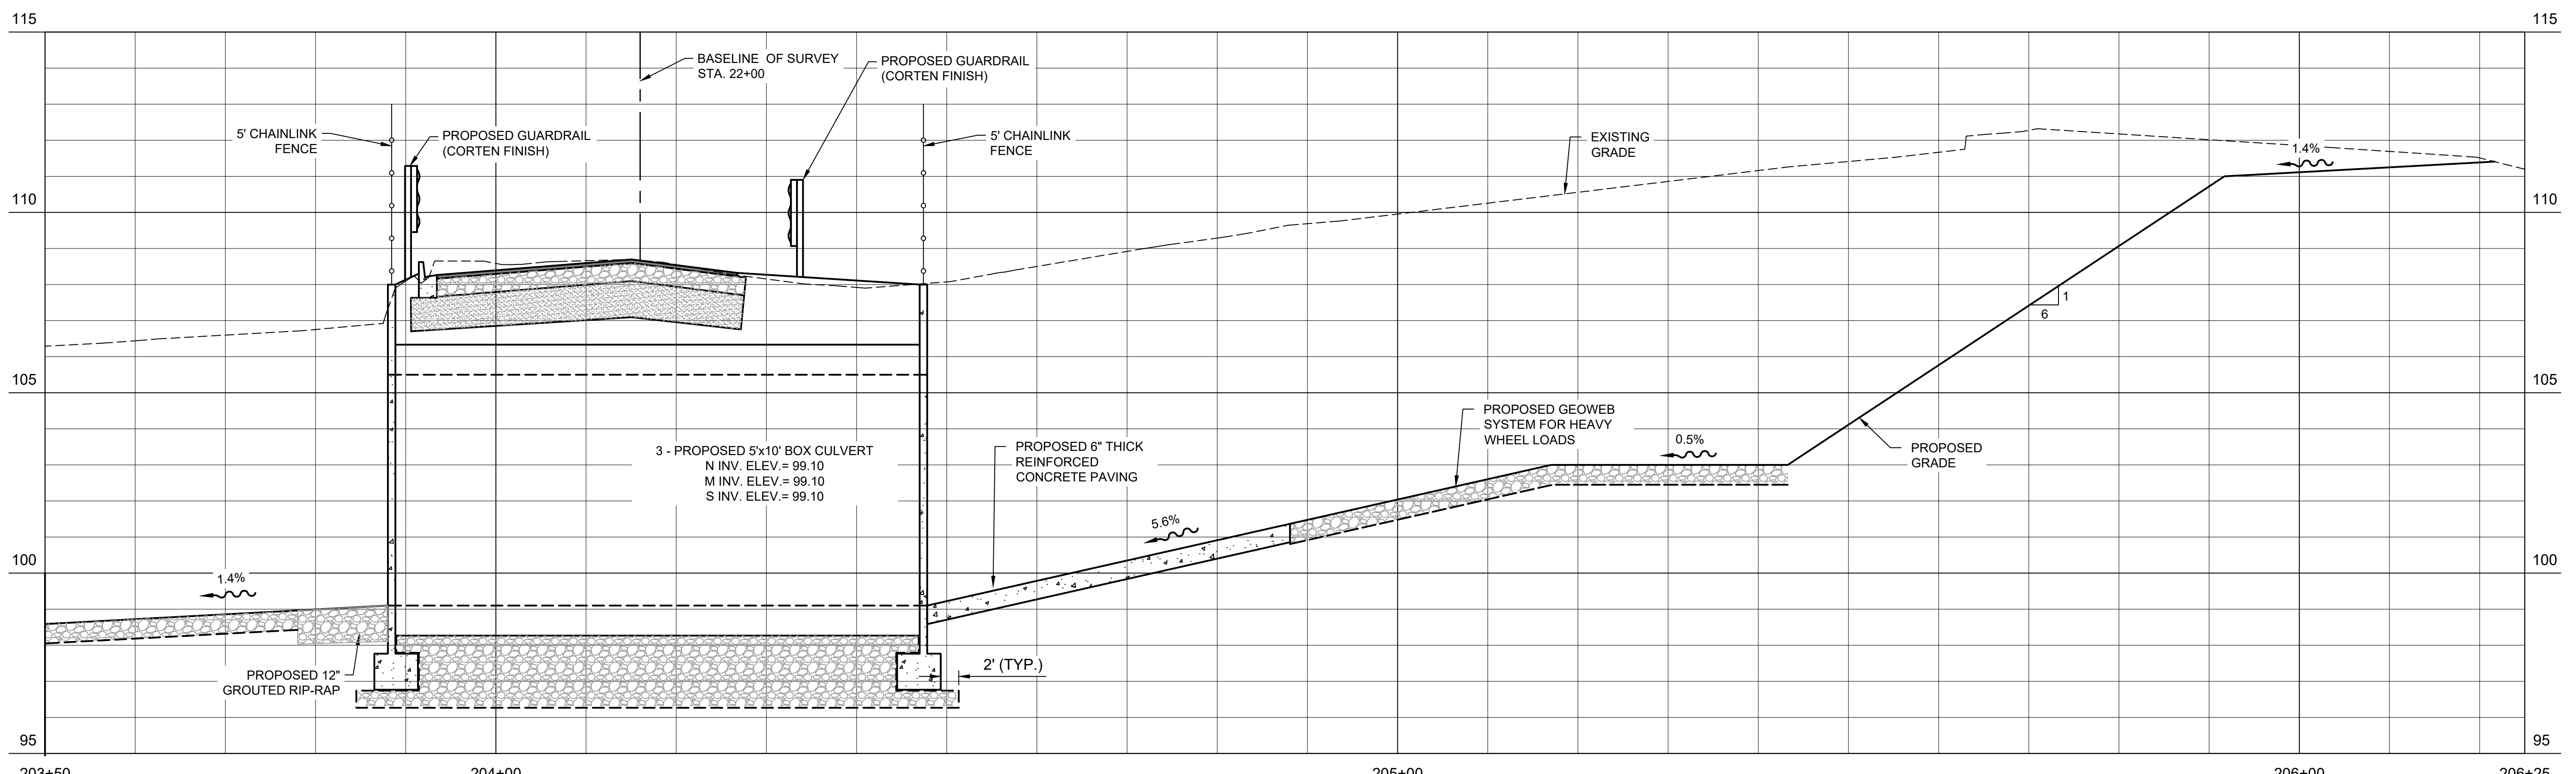 115
115
BASELINE OF SURVEY
STA. 22+00
PROPOSED GUARDRAIL
(CORTEN FINISH)
5' CHAINLINK
FENCE
PROPOSED GUARDRAIL
(CORTEN FINISH)
5' CHAINLINK
FENCE
EXISTING
GRADE
1.4%
110
110
1
6
105
105
PROPOSED GEOWEB
SYSTEM FOR HEAVY
WHEEL LOADS
0.5%
PROPOSED
GRADE
3 - PROPOSED 5'x10' BOX CULVERT
N INV. ELEV.= 99.10
M INV. ELEV.= 99.10
S INV. ELEV.= 99.10
PROPOSED 6" THICK
REINFORCED
CONCRETE PAVING
5.6%
100
100
1.4%
PROPOSED 12"
GROUTED RIP-RAP
2' (TYP.)
95
95
203+50
204+00
205+00
206+00
206+25